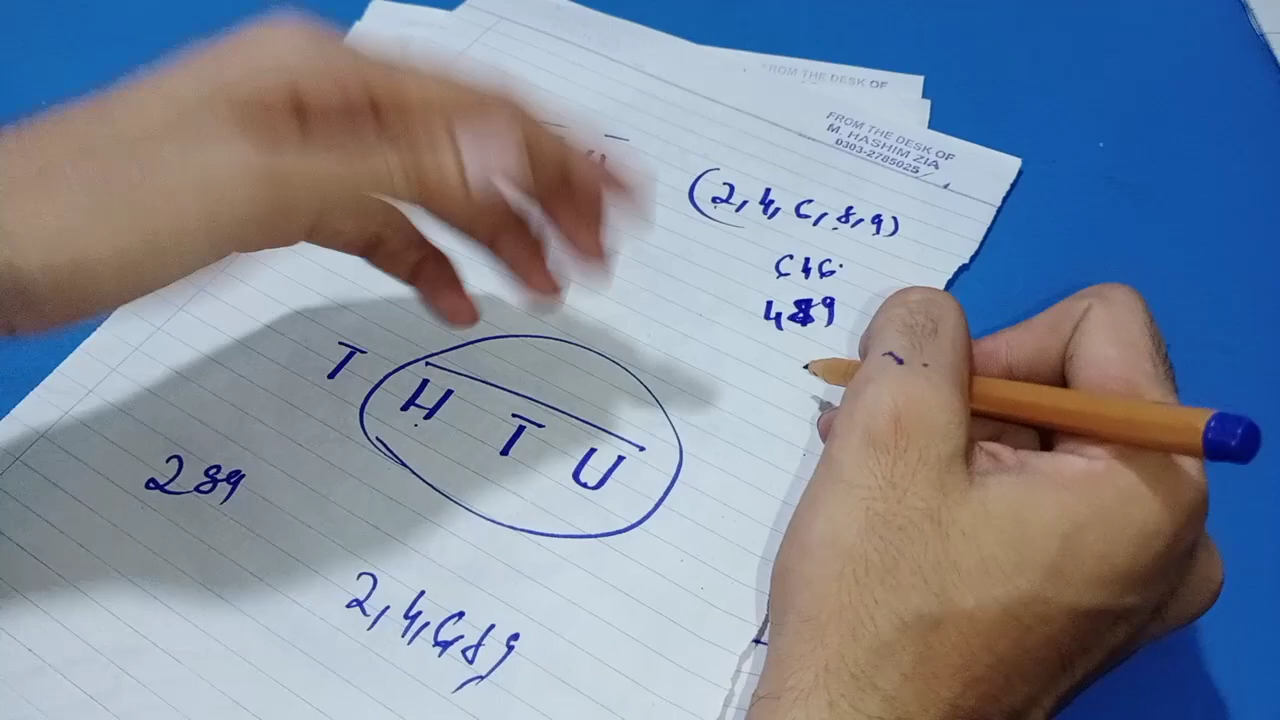 ROM THE DESK OF
FROM THE DESK OF
M. HASHIM ZIA
0303-2785025
(2, 4, 6, 8, 9)
646
489
T H T U
289
2, 4, 6, 8 9